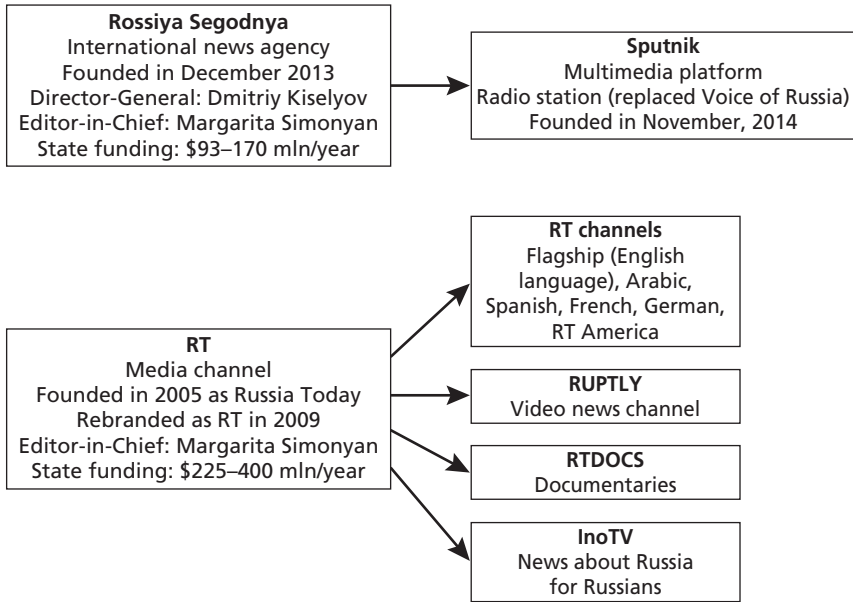 Rossiya Segodnya
International news agency
Founded in December 2013
Director-General: Dmitriy Kiselyov
Editor-in-Chief: Margarita Simonyan
State funding: $93–170 mln/year
Sputnik
Multimedia platform
Radio station (replaced Voice of Russia)
Founded in November, 2014
RT
Media channel
Founded in 2005 as Russia Today
Rebranded as RT in 2009
Editor-in-Chief: Margarita Simonyan
State funding: $225–400 mln/year
RT channels
Flagship (English
language), Arabic,
Spanish, French, German,
RT America
RUPTLY
Video news channel
RTDOCS
Documentaries
InoTV
News about Russia
for Russians